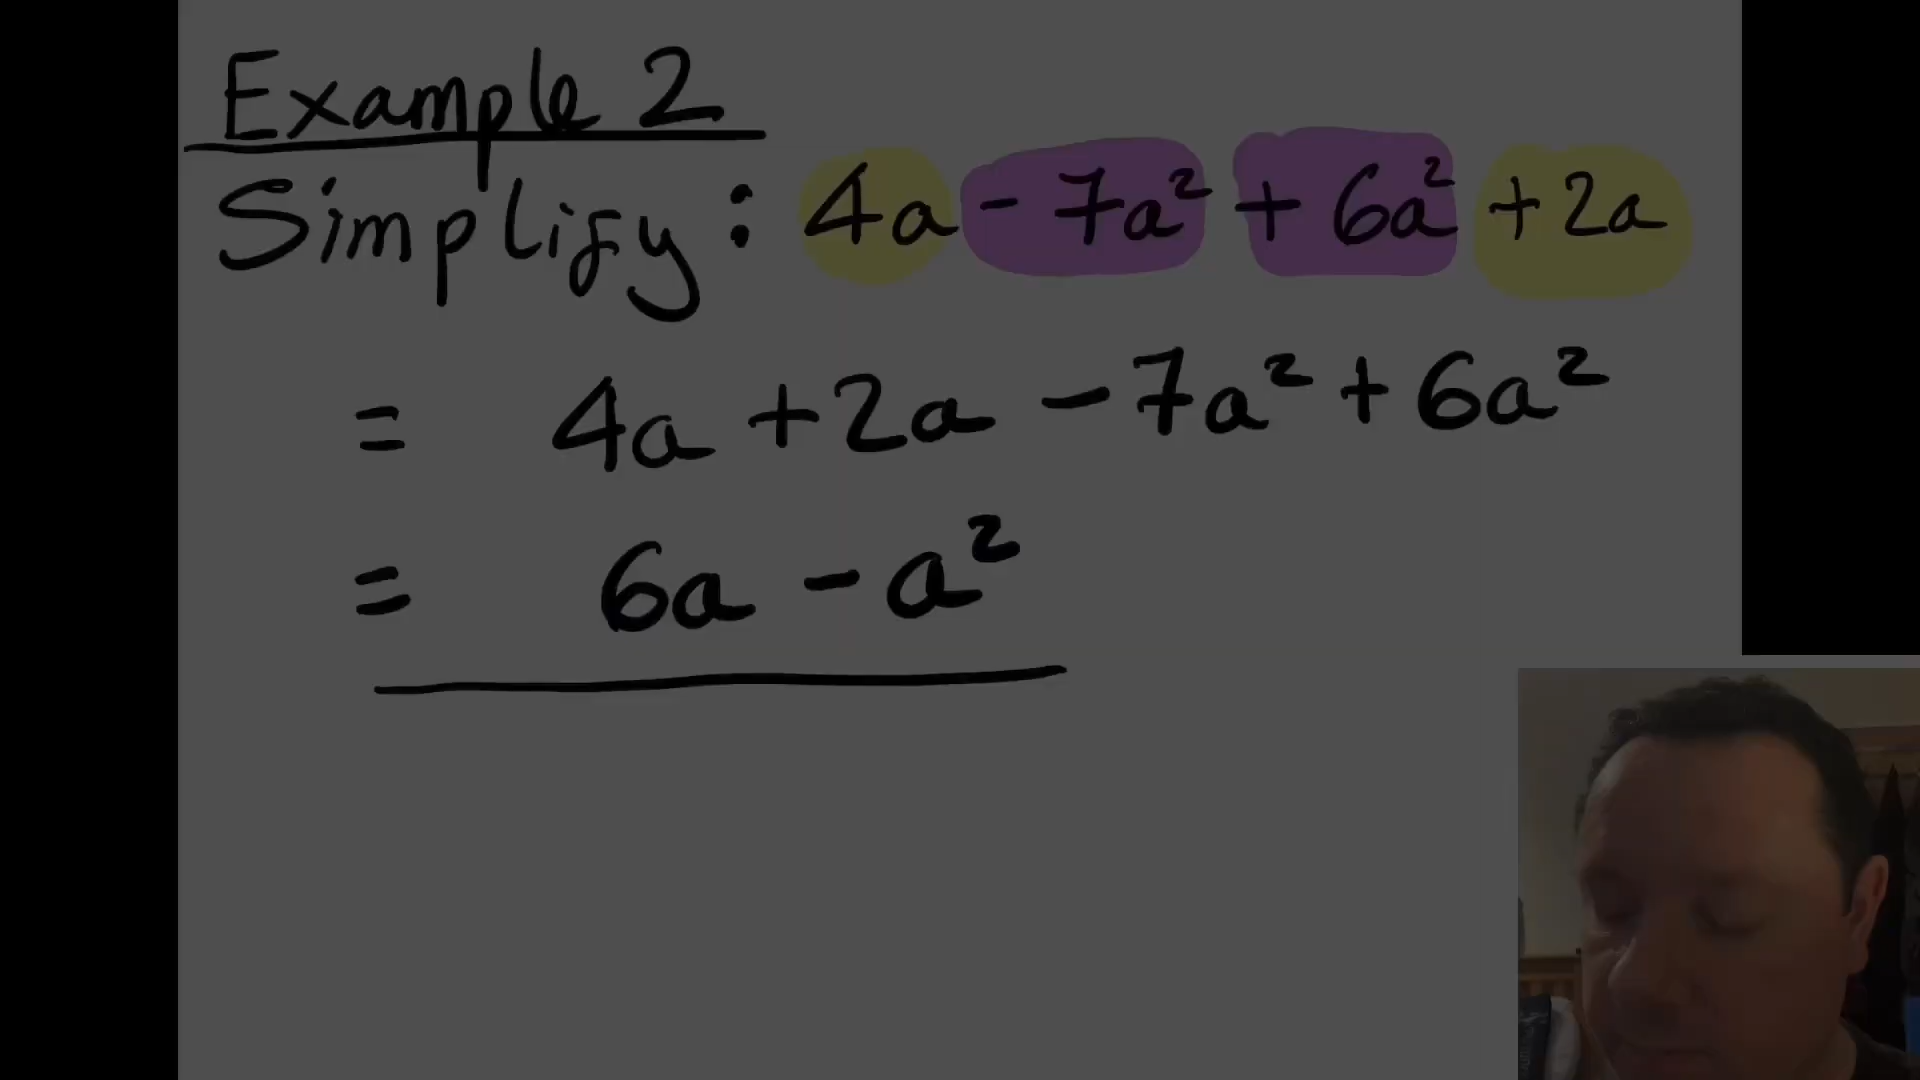 Example 2
Simplify: 4a - 7a² + 6a² + 2a
= 4a + 2a - 7a² + 6a²
= 6a - a²